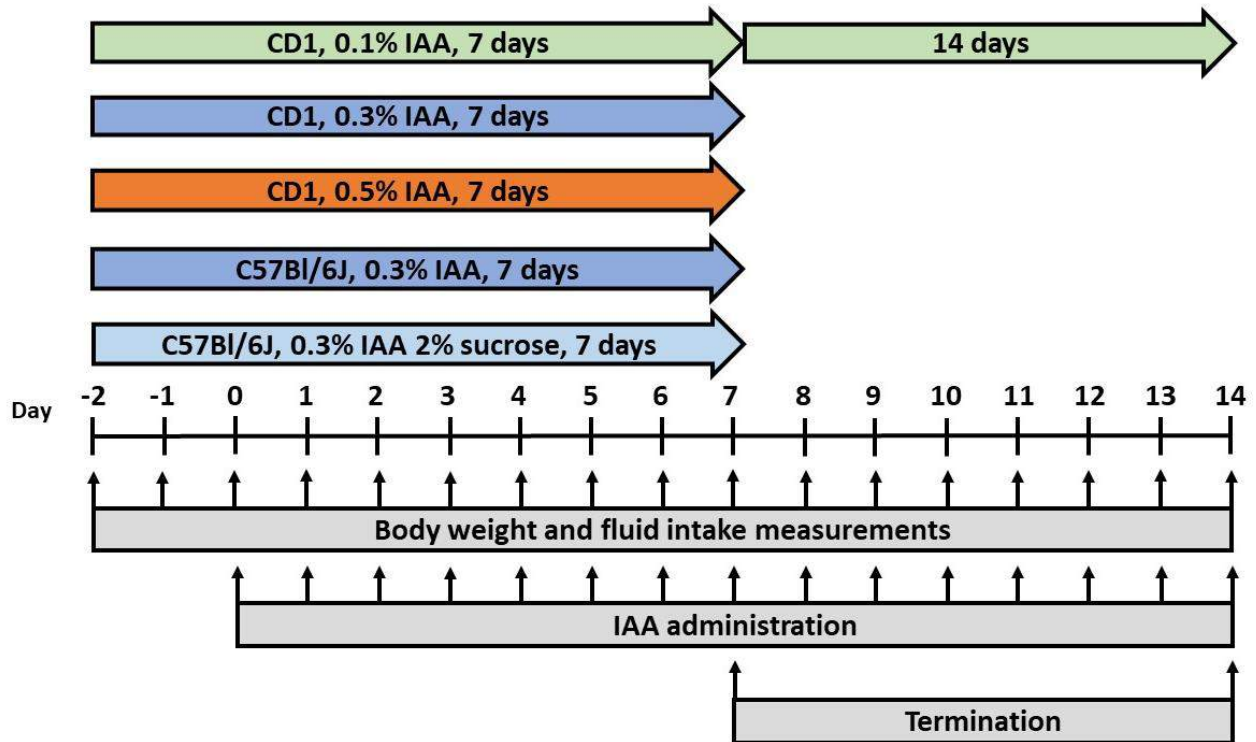 CD1, 0.1% IAA, 7 days 14 days
CD1, 0.3% IAA, 7 days
CD1, 0.5% IAA, 7 days
C57Bl/6J, 0.3% IAA, 7 days
C57Bl/6J, 0.3% IAA 2% sucrose, 7 days
Day -2 -1 0 1 2 3 4 5 6 7 8 9 10 11 12 13 14
Body weight and fluid intake measurements
IAA administration
Termination